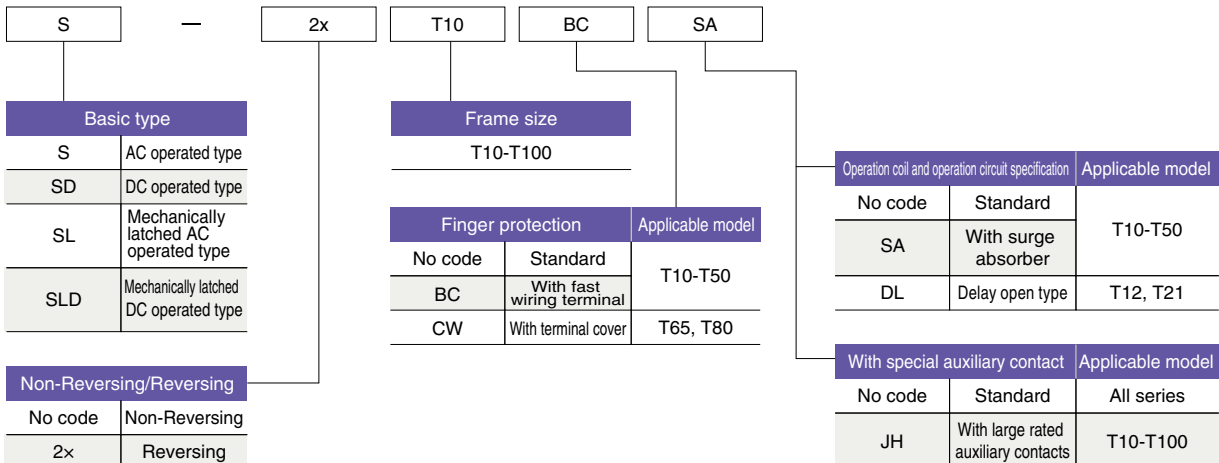 S — 2x T10 BC SA
Basic type
S AC operated type
SD DC operated type
SL Mechanically
latched AC
operated type
SLD Mechanically latched
DC operated type
Non-Reversing/Reversing
No code Non-Reversing
2× Reversing
Frame size
T10-T100
Finger protection Applicable model
No code Standard
T10-T50
BC With fast
wiring terminal
CW With terminal cover T65, T80
Operation coil and operation circuit specification Applicable model
No code Standard
T10-T50
SA With surge
absorber
DL Delay open type T12, T21
With special auxiliary contact Applicable model
No code Standard All series
JH With large rated
auxiliary contacts T10-T100